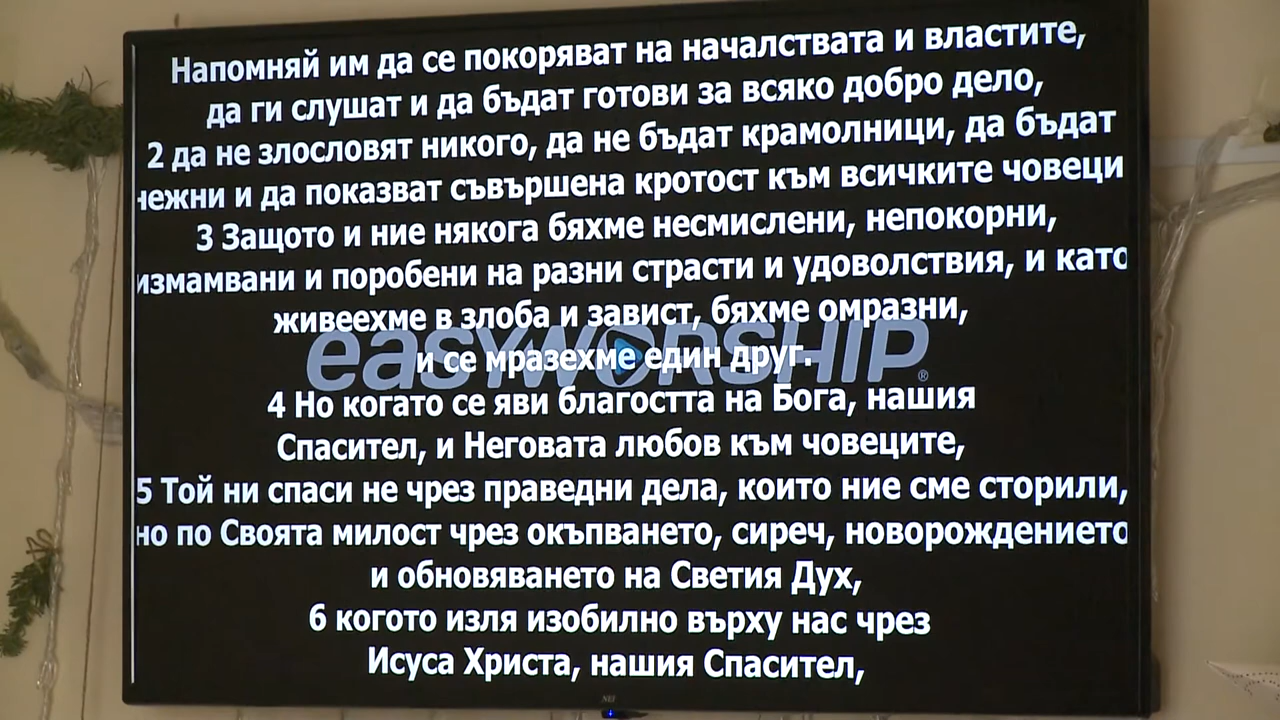 Напомняй им да се покоряват на началствата и властите,
да ги слушат и да бъдат готови за всяко добро дело,
2 да не злословят никого, да не бъдат крамолници, да бъдат
нежни и да показват съвършена кротост към всичките човеци
3 Защото и ние някога бяхме несмислени, непокорни,
измамвани и поробени на разни страсти и удоволствия, и като
живеехме в злоба и завист, бяхме омразни,
и се мразехме един друг.
easyworship®
4 Но когато се яви благостта на Бога, нашия
Спасител, и Неговата любов към човеците,
5 Той ни спаси не чрез праведни дела, които ние сме сторили,
но по Своята милост чрез окъпването, сиреч, новорождението
и обновяването на Светия Дух,
6 когото изля изобилно върху нас чрез
Исуса Христа, нашия Спасител,
NEI